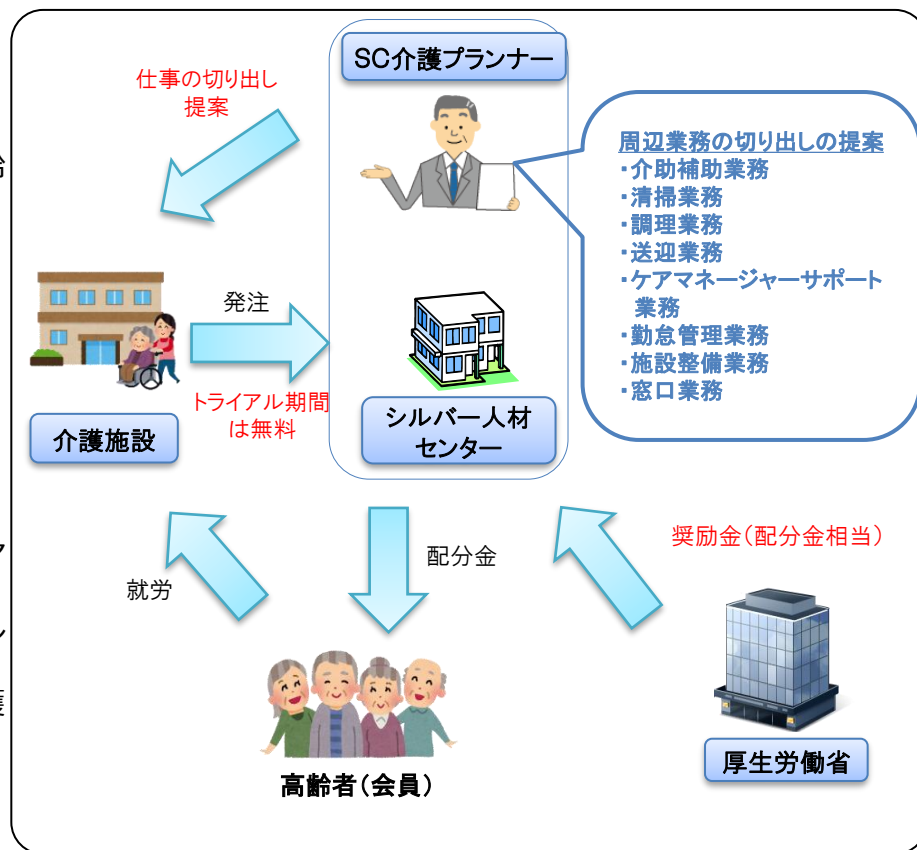 SC介護プランナー
仕事の切り出し
提案
周辺業務の切り出しの提案
・介助補助業務
・清掃業務
・調理業務
・送迎業務
・ケアマネージャーサポート
業務
・勤怠管理業務
・施設整備業務
・窓口業務
発注
トライアル期間
は無料
介護施設
シルバー人材
センター
就労
配分金
奨励金(配分金相当)
高齢者(会員)
厚生労働省